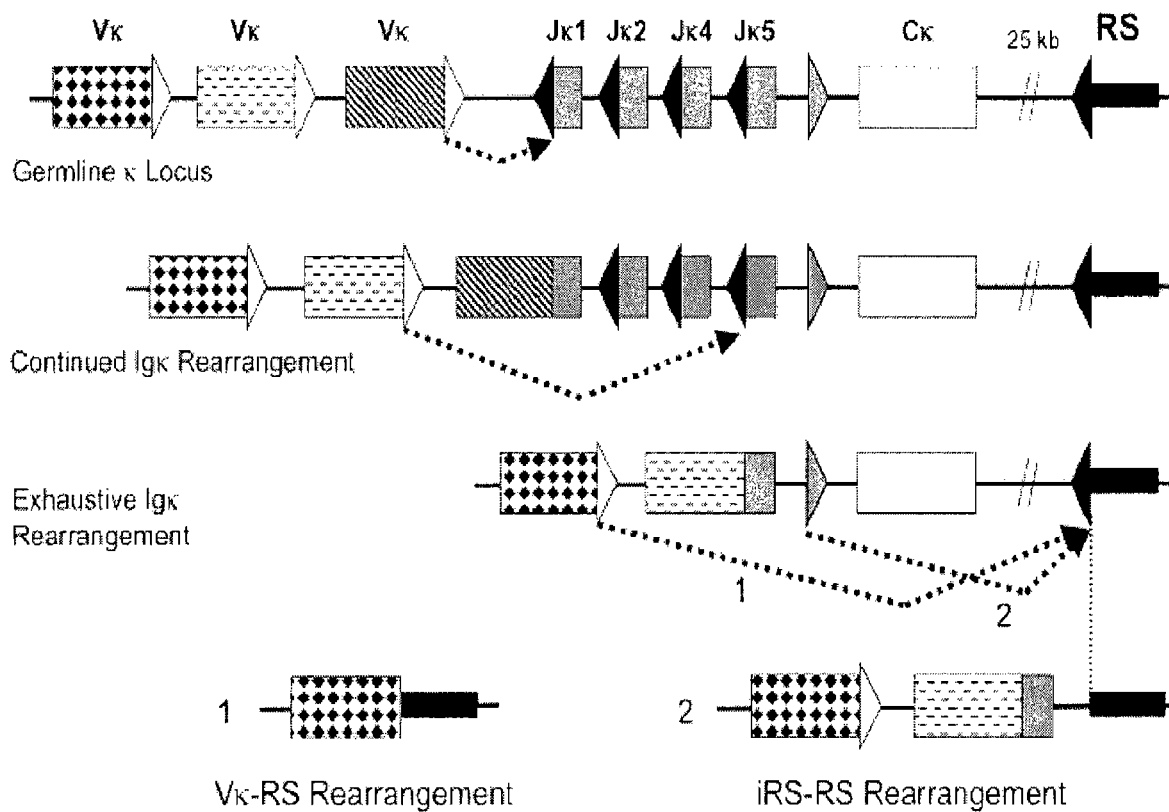 Vκ Vκ Vκ Jκ1 Jκ2 Jκ4 Jκ5 Cκ 25 kb RS
Germline κ Locus
Continued Igκ Rearrangement
Exhaustive Igκ
Rearrangement
1
2
1
2
Vκ-RS Rearrangement
iRS-RS Rearrangement